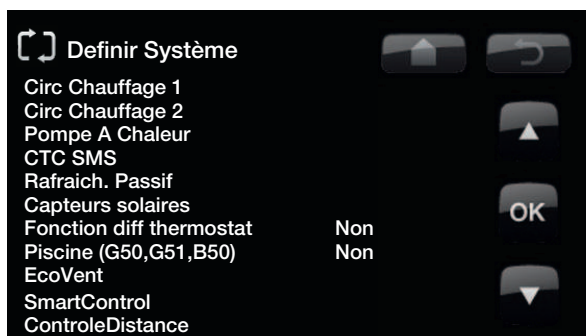 Definir Système
Circ Chauffage 1
Circ Chauffage 2
Pompe A Chaleur
CTC SMS
Rafraich. Passif
Capteurs solaires
Fonction diff thermostat Non
Piscine (G50,G51,B50) Non
EcoVent
SmartControl
ControleDistance
OK